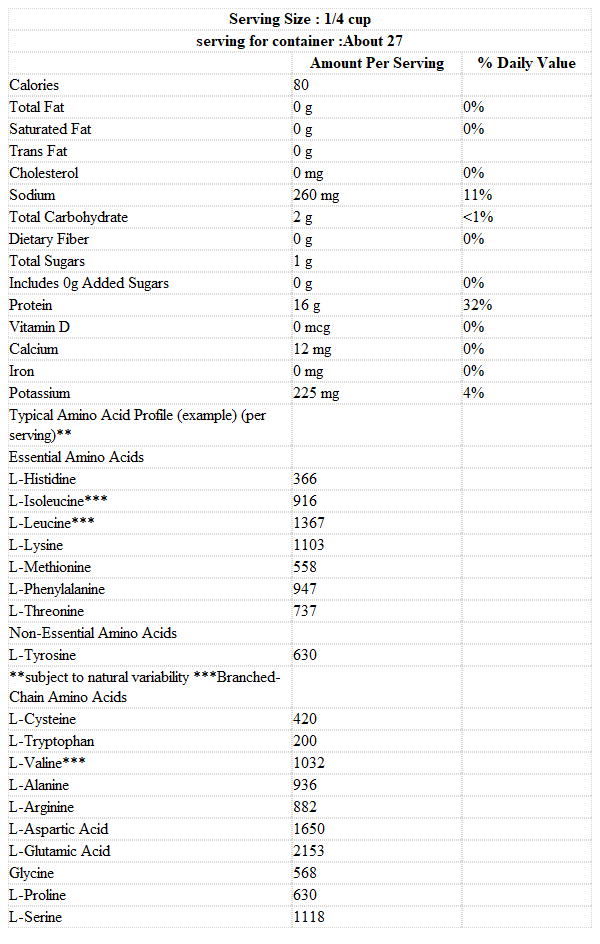 Serving Size : 1/4 cup
serving for container :About 27
Amount Per Serving % Daily Value
Calories 80
Total Fat 0 g 0%
Saturated Fat 0 g 0%
Trans Fat 0 g
Cholesterol 0 mg 0%
Sodium 260 mg 11%
Total Carbohydrate 2 g <1%
Dietary Fiber 0 g 0%
Total Sugars 1 g
Includes 0g Added Sugars 0 g 0%
Protein 16 g 32%
Vitamin D 0 mcg 0%
Calcium 12 mg 0%
Iron 0 mg 0%
Potassium 225 mg 4%
Typical Amino Acid Profile (example) (per
serving)**
Essential Amino Acids
L-Histidine 366
L-Isoleucine*** 916
L-Leucine*** 1367
L-Lysine 1103
L-Methionine 558
L-Phenylalanine 947
L-Threonine 737
Non-Essential Amino Acids
L-Tyrosine 630
**subject to natural variability ***Branched-
Chain Amino Acids
L-Cysteine 420
L-Tryptophan 200
L-Valine*** 1032
L-Alanine 936
L-Arginine 882
L-Aspartic Acid 1650
L-Glutamic Acid 2153
Glycine 568
L-Proline 630
L-Serine 1118